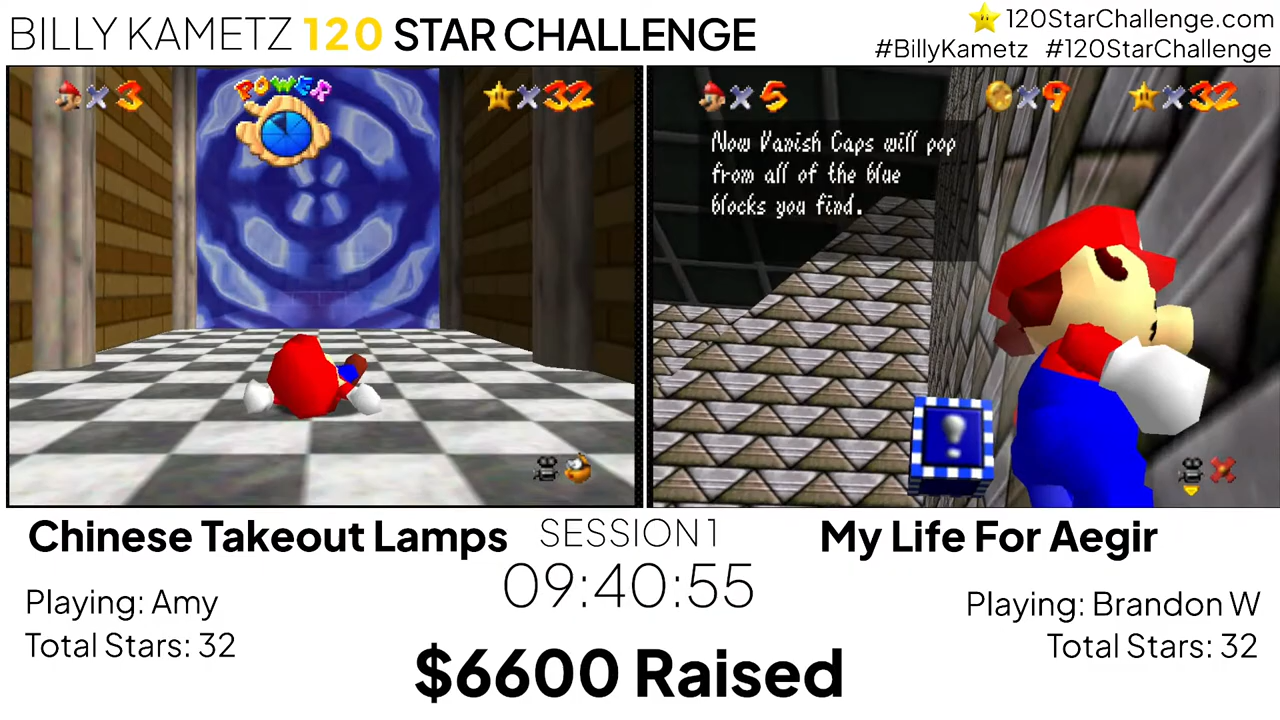 BILLY KAMETZ 120 STAR CHALLENGE
120StarChallenge.com
#BillyKametz #120StarChallenge
×3
POWER
×32
×5
×9
×32
Now Vanish Caps will pop
from all of the blue
blocks you find.
!
Chinese Takeout Lamps
SESSION 1
My Life For Aegir
09:40:55
Playing: Amy
Total Stars: 32
Playing: Brandon W
Total Stars: 32
$6600 Raised